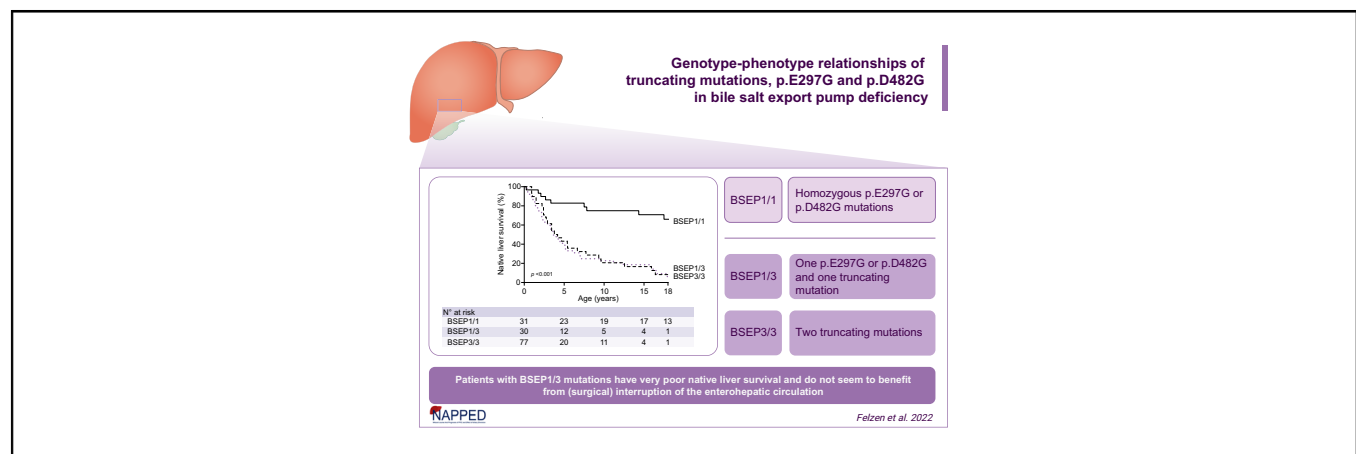 Genotype-phenotype relationships of
truncating mutations, p.E297G and p.D482G
in bile salt export pump deficiency
Native liver survival (%)
100
80
60
40
20
0
p <0.001
BSEP1/1
BSEP1/3
BSEP3/3
0 5 10 15 18
Age (years)
N° at risk
BSEP1/1 31 23 19 17 13
BSEP1/3 30 12 5 4 1
BSEP3/3 77 20 11 4 1
BSEP1/1
Homozygous p.E297G or
p.D482G mutations
BSEP1/3
One p.E297G or p.D482G
and one truncating
mutation
BSEP3/3
Two truncating mutations
Patients with BSEP1/3 mutations have very poor native liver survival and do not seem to benefit
from (surgical) interruption of the enterohepatic circulation
NAPPED
Felzen et al. 2022